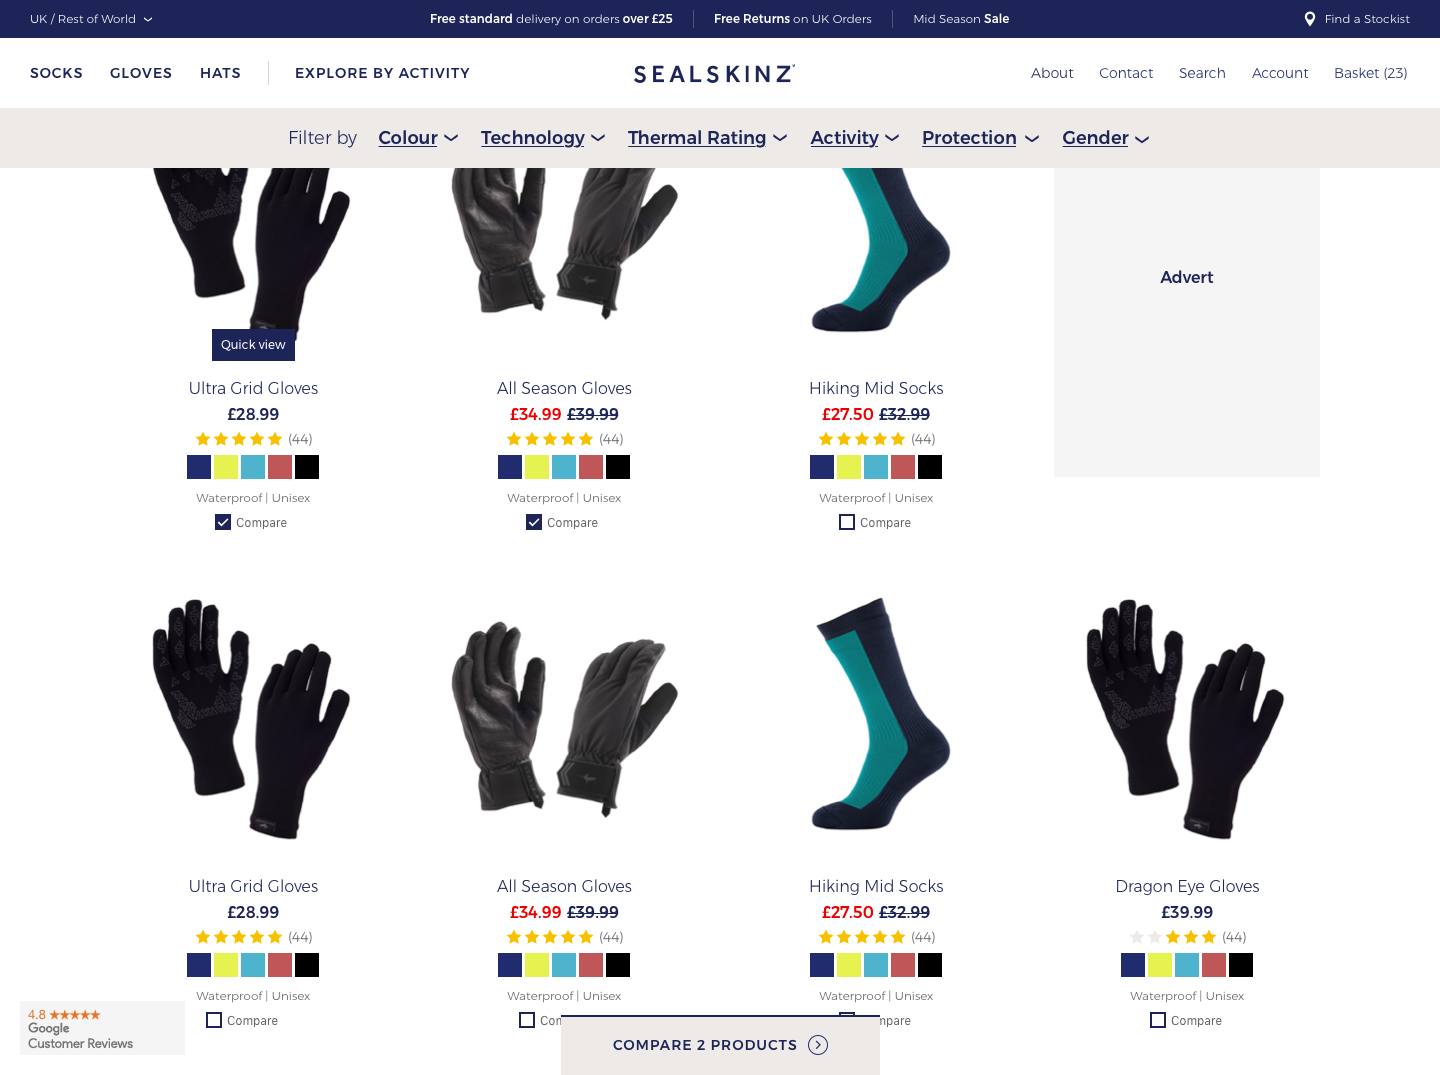 UK / Rest of World
Free standard delivery on orders over £25
Free Returns on UK Orders
Mid Season Sale
Find a Stockist
SOCKS
GLOVES
HATS
EXPLORE BY ACTIVITY
SEALSKINZ
About
Contact
Search
Account
Basket (23)
Filter by
Colour
Technology
Thermal Rating
Activity
Protection
Gender
Advert
Quick view
Ultra Grid Gloves
£28.99
(44)
Waterproof | Unisex
Compare
All Season Gloves
£34.99 £39.99
(44)
Waterproof | Unisex
Compare
Hiking Mid Socks
£27.50 £32.99
(44)
Waterproof | Unisex
Compare
Ultra Grid Gloves
£28.99
(44)
Waterproof | Unisex
Compare
All Season Gloves
£34.99 £39.99
(44)
Waterproof | Unisex
Com
Hiking Mid Socks
£27.50 £32.99
(44)
Waterproof | Unisex
mpare
Dragon Eye Gloves
£39.99
(44)
Waterproof | Unisex
Compare
4.8
Google
Customer Reviews
COMPARE 2 PRODUCTS